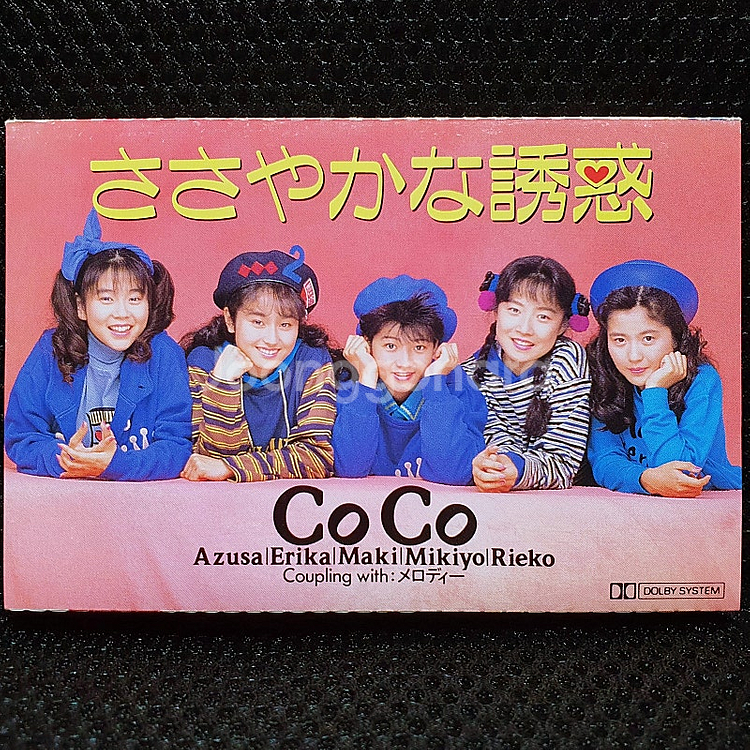 ささやかな誘惑
2
CoCo
Azusa|Erika|Maki|Mikiyo|Rieko
Coupling with:メロディー
DOLBY SYSTEM